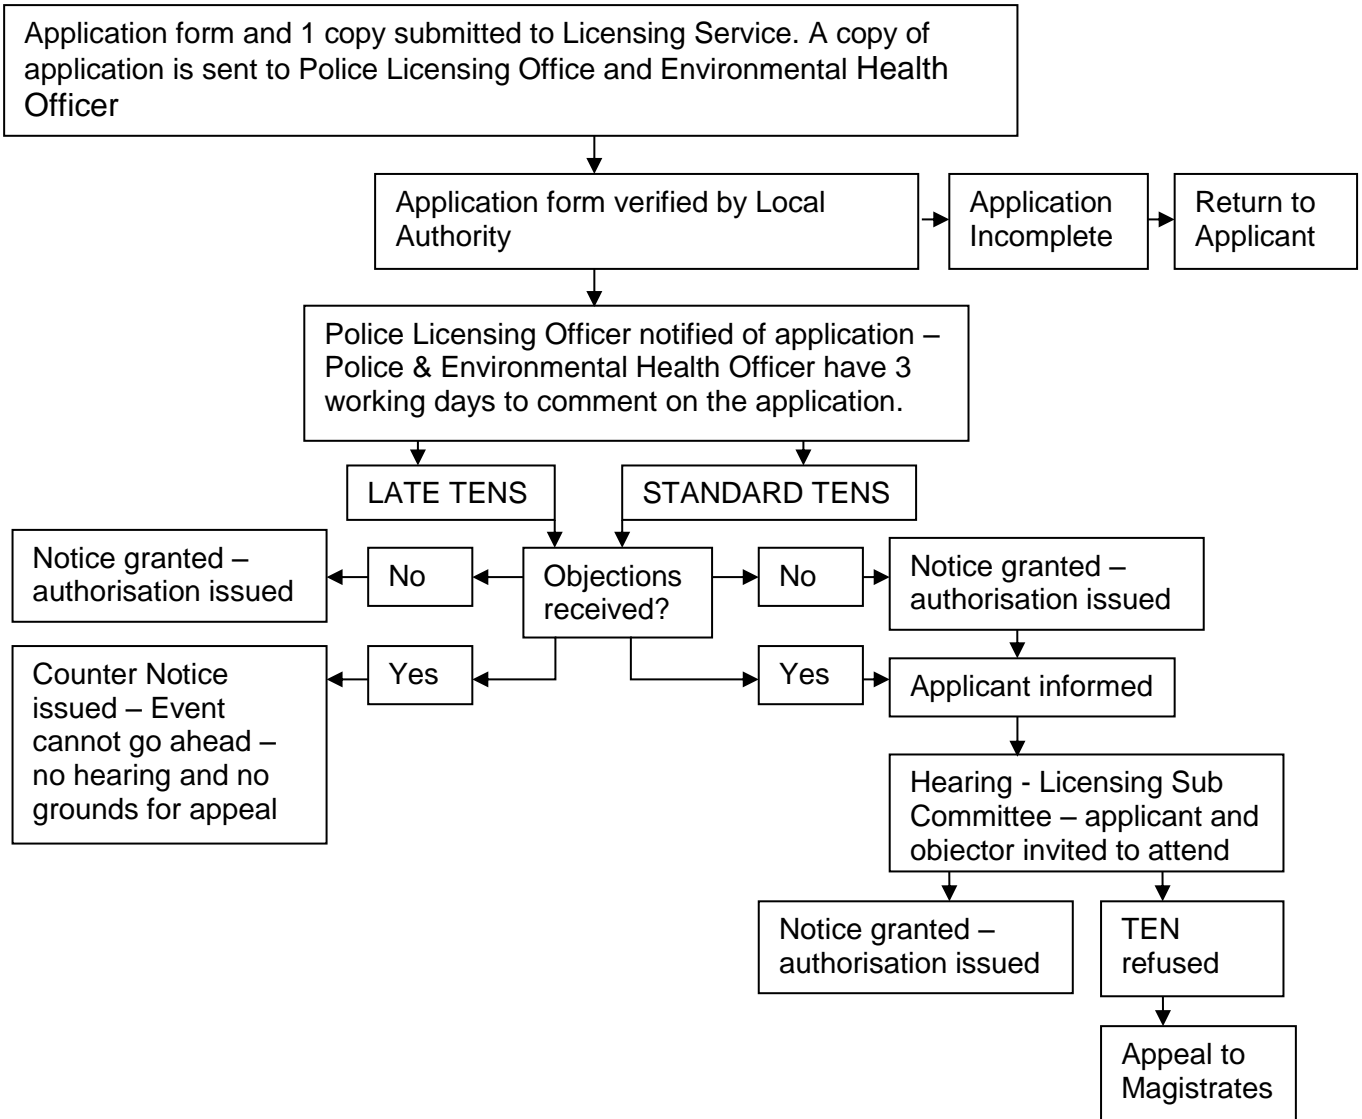 Application form and 1 copy submitted to Licensing Service. A copy of
application is sent to Police Licensing Office and Environmental Health
Officer
Application form verified by Local
Authority
Application
Incomplete
Return to
Applicant
Police Licensing Officer notified of application –
Police & Environmental Health Officer have 3
working days to comment on the application.
LATE TENS
STANDARD TENS
Notice granted –
authorisation issued
No
Objections
received?
No
Notice granted –
authorisation issued
Counter Notice
issued – Event
cannot go ahead –
no hearing and no
grounds for appeal
Yes
Yes
Applicant informed
Hearing - Licensing Sub
Committee – applicant and
objector invited to attend
Notice granted –
authorisation issued
TEN
refused
Appeal to
Magistrates